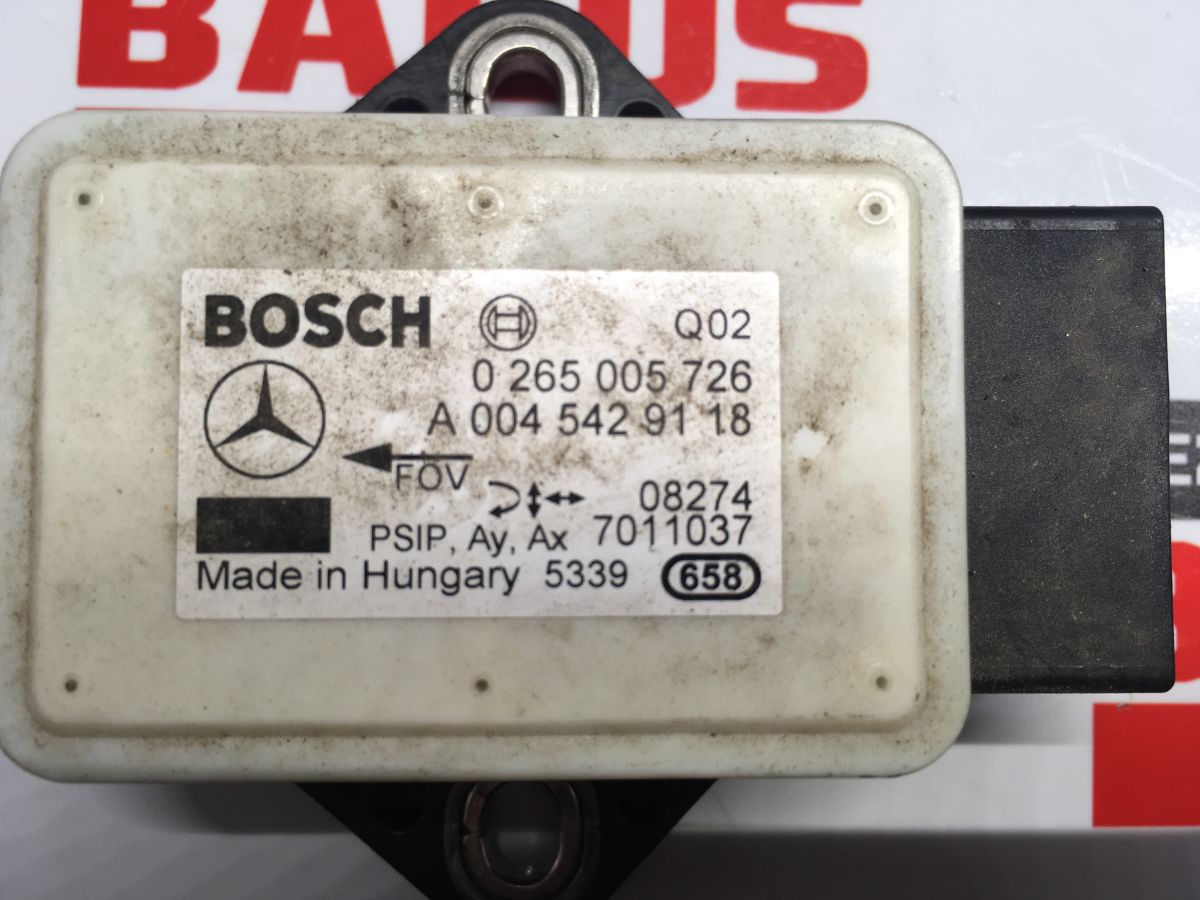 BADUS
BOSCH Q02
0 265 005 726
A 004 542 91 18
FOV
08274
PSIP, Ay, Ax 7011037
Made in Hungary 5339 658